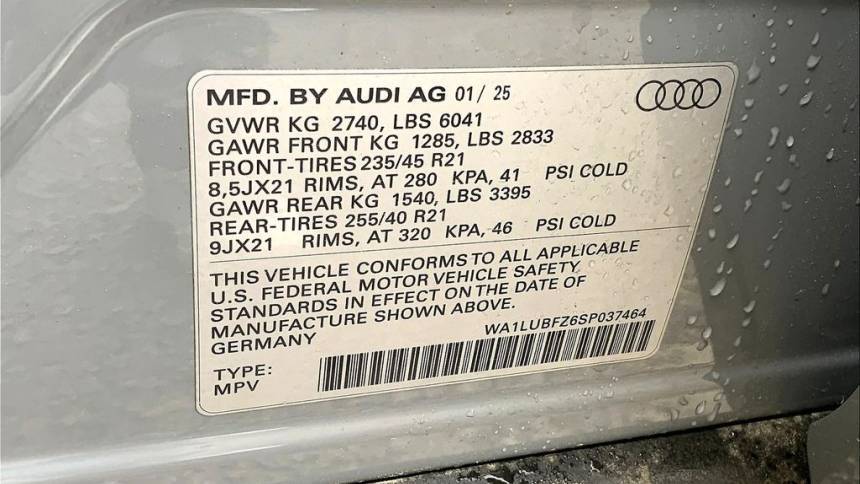 MFD. BY AUDI AG 01/ 25
GVWR KG 2740, LBS 6041
GAWR FRONT KG 1285, LBS 2833
FRONT-TIRES 235/45 R21
8,5JX21 RIMS, AT 280 KPA, 41 PSI COLD
GAWR REAR KG 1540, LBS 3395
REAR-TIRES 255/40 R21
9JX21 RIMS, AT 320 KPA, 46 PSI COLD
THIS VEHICLE CONFORMS TO ALL APPLICABLE
U.S. FEDERAL MOTOR VEHICLE SAFETY
STANDARDS IN EFFECT ON THE DATE OF
MANUFACTURE SHOWN ABOVE.
GERMANY
WA1LUBFZ6SP037464
TYPE:
MPV